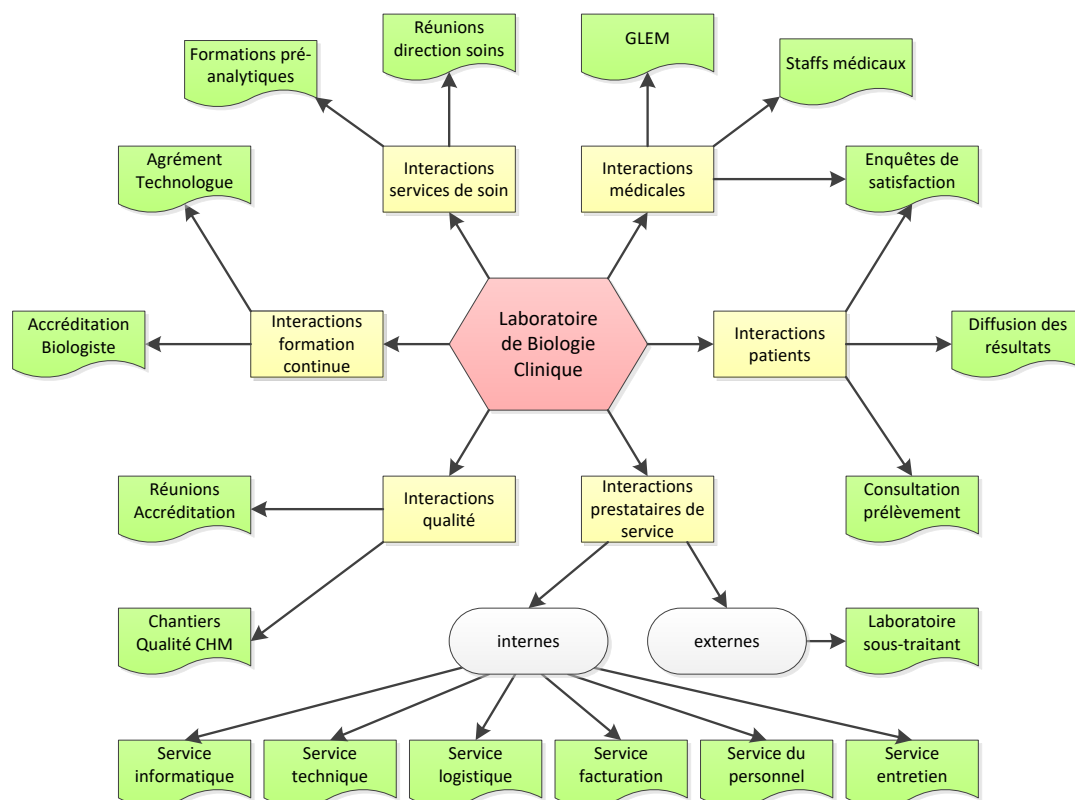 Réunions
direction soins
GLEM
Formations pré-
analytiques
Staffs médicaux
Agrément
Technologue
Interactions
services de soin
Interactions
médicales
Enquêtes de
satisfaction
Accréditation
Biologiste
Interactions
formation
continue
Laboratoire
de Biologie
Clinique
Interactions
patients
Diffusion des
résultats
Réunions
Accréditation
Interactions
qualité
Interactions
prestataires de
service
Consultation
prélèvement
Chantiers
Qualité CHM
internes
externes
Laboratoire
sous-traitant
Service
informatique
Service
technique
Service
logistique
Service
facturation
Service du
personnel
Service
entretien